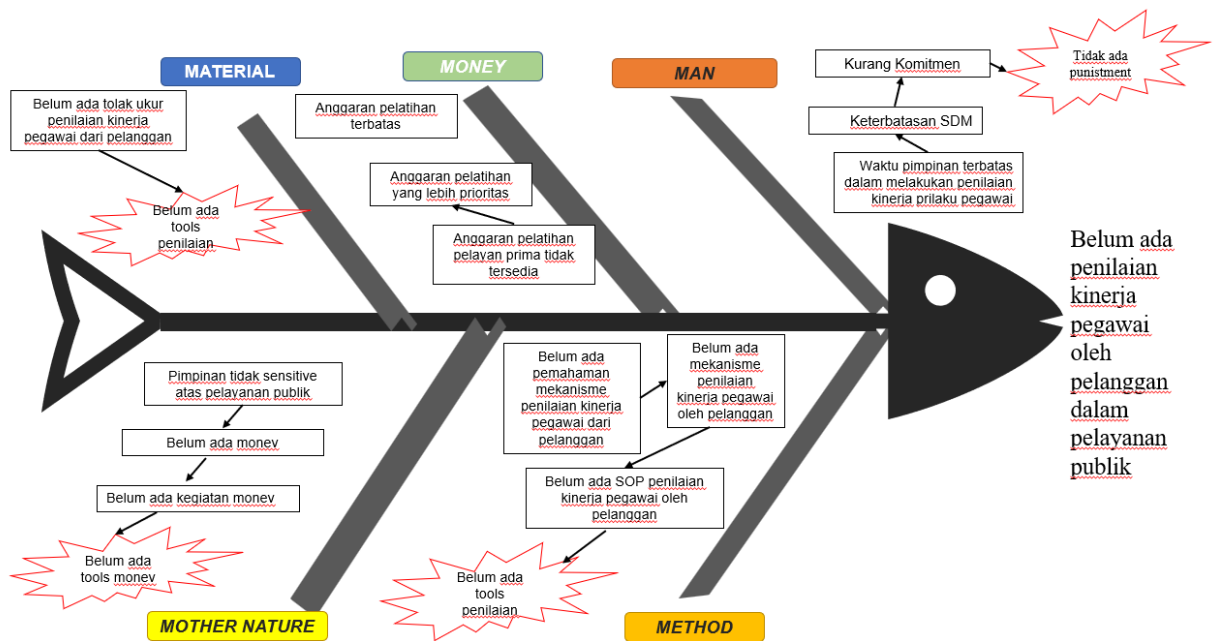 MATERIAL
MONEY
MAN
Kurang Komitmen
Tidak ada
punistment
Belum ada tolak ukur
penilaian kinerja
pegawai dari pelanggan
Anggaran pelatihan
terbatas
Keterbatasan SDM
Anggaran pelatihan
yang lebih prioritas
Waktu pimpinan terbatas
dalam melakukan penilaian
kinerja prilaku pegawai
Belum ada
tools
penilaian
Anggaran pelatihan
pelayan prima tidak
tersedia
Belum ada
penilaian
kinerja
pegawai
oleh
pelanggan
dalam
pelayanan
publik
Pimpinan tidak sensitive
atas pelayanan publik
Belum ada monev
Belum ada kegiatan monev
Belum ada
tools monev
Belum ada
pemahaman
mekanisme
penilaian kinerja
pegawai dari
pelanggan
Belum ada
mekanisme
penilaian
kinerja pegawai
oleh pelanggan
Belum ada SOP penilaian
kinerja pegawai oleh
pelanggan
Belum ada
tools
penilaian
MOTHER NATURE
METHOD